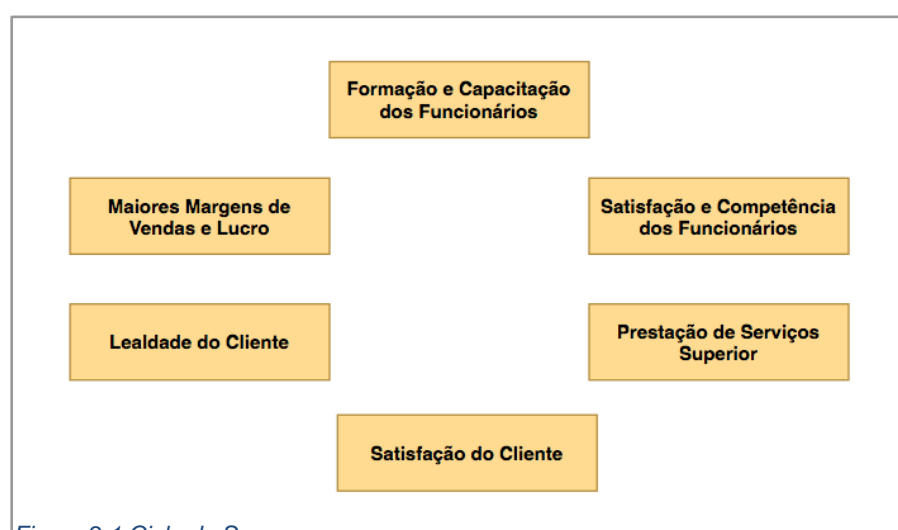 Formação e Capacitação
dos Funcionários
Maiores Margens de
Vendas e Lucro
Satisfação e Competência
dos Funcionários
Lealdade do Cliente
Prestação de Serviços
Superior
Satisfação do Cliente